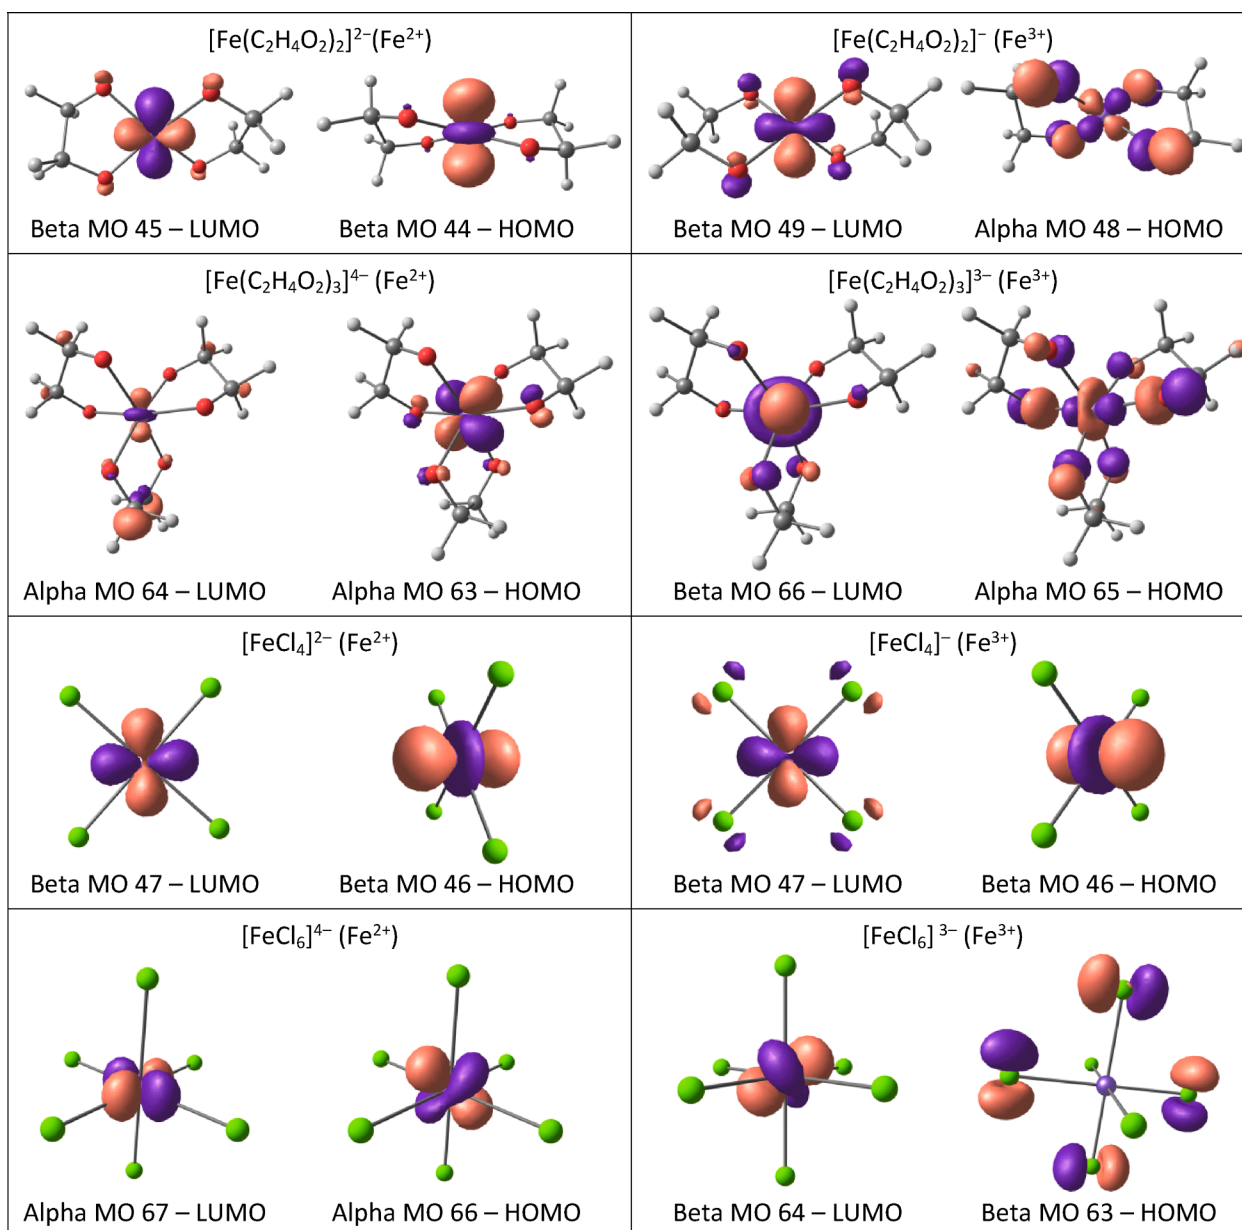 [Fe(C₂H₄O₂)₂]²⁻(Fe²⁺)
Beta MO 45 – LUMO
Beta MO 44 – HOMO
[Fe(C₂H₄O₂)₂]⁻ (Fe³⁺)
Beta MO 49 – LUMO
Alpha MO 48 – HOMO
[Fe(C₂H₄O₂)₃]⁴⁻ (Fe²⁺)
Alpha MO 64 – LUMO
Alpha MO 63 – HOMO
[Fe(C₂H₄O₂)₃]³⁻ (Fe³⁺)
Beta MO 66 – LUMO
Alpha MO 65 – HOMO
[FeCl₄]²⁻ (Fe²⁺)
Beta MO 47 – LUMO
Beta MO 46 – HOMO
[FeCl₄]⁻ (Fe³⁺)
Beta MO 47 – LUMO
Beta MO 46 – HOMO
[FeCl₆]⁴⁻ (Fe²⁺)
Alpha MO 67 – LUMO
Alpha MO 66 – HOMO
[FeCl₆] ³⁻ (Fe³⁺)
Beta MO 64 – LUMO
Beta MO 63 – HOMO